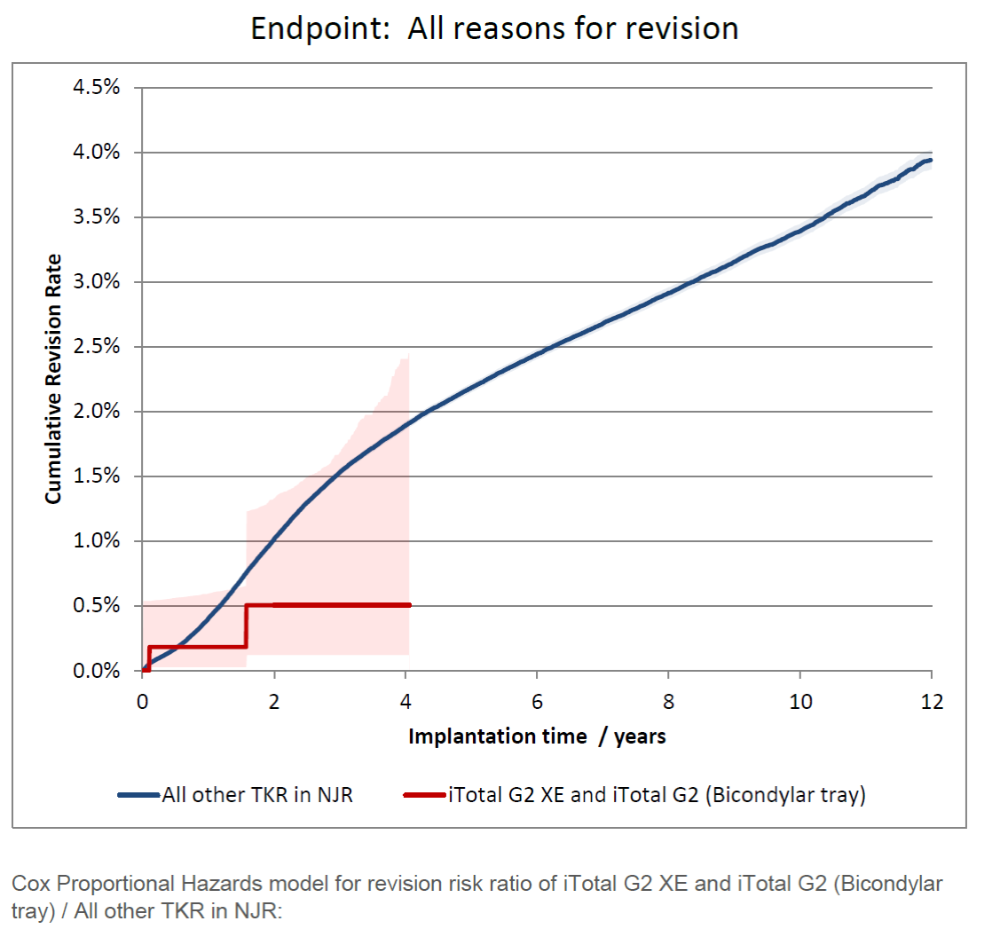 Endpoint:  All reasons for revision
4.5%
4.0%
3.5%
3.0%
2.5%
2.0%
1.5%
1.0%
0.5%
0.0%
Cumulative Revision Rate
0 2 4 6 8 10 12
Implantation time / years
All other TKR in NJR
iTotal G2 XE and iTotal G2 (Bicondylar tray)
Cox Proportional Hazards model for revision risk ratio of iTotal G2 XE and iTotal G2 (Bicondylar
tray) / All other TKR in NJR: